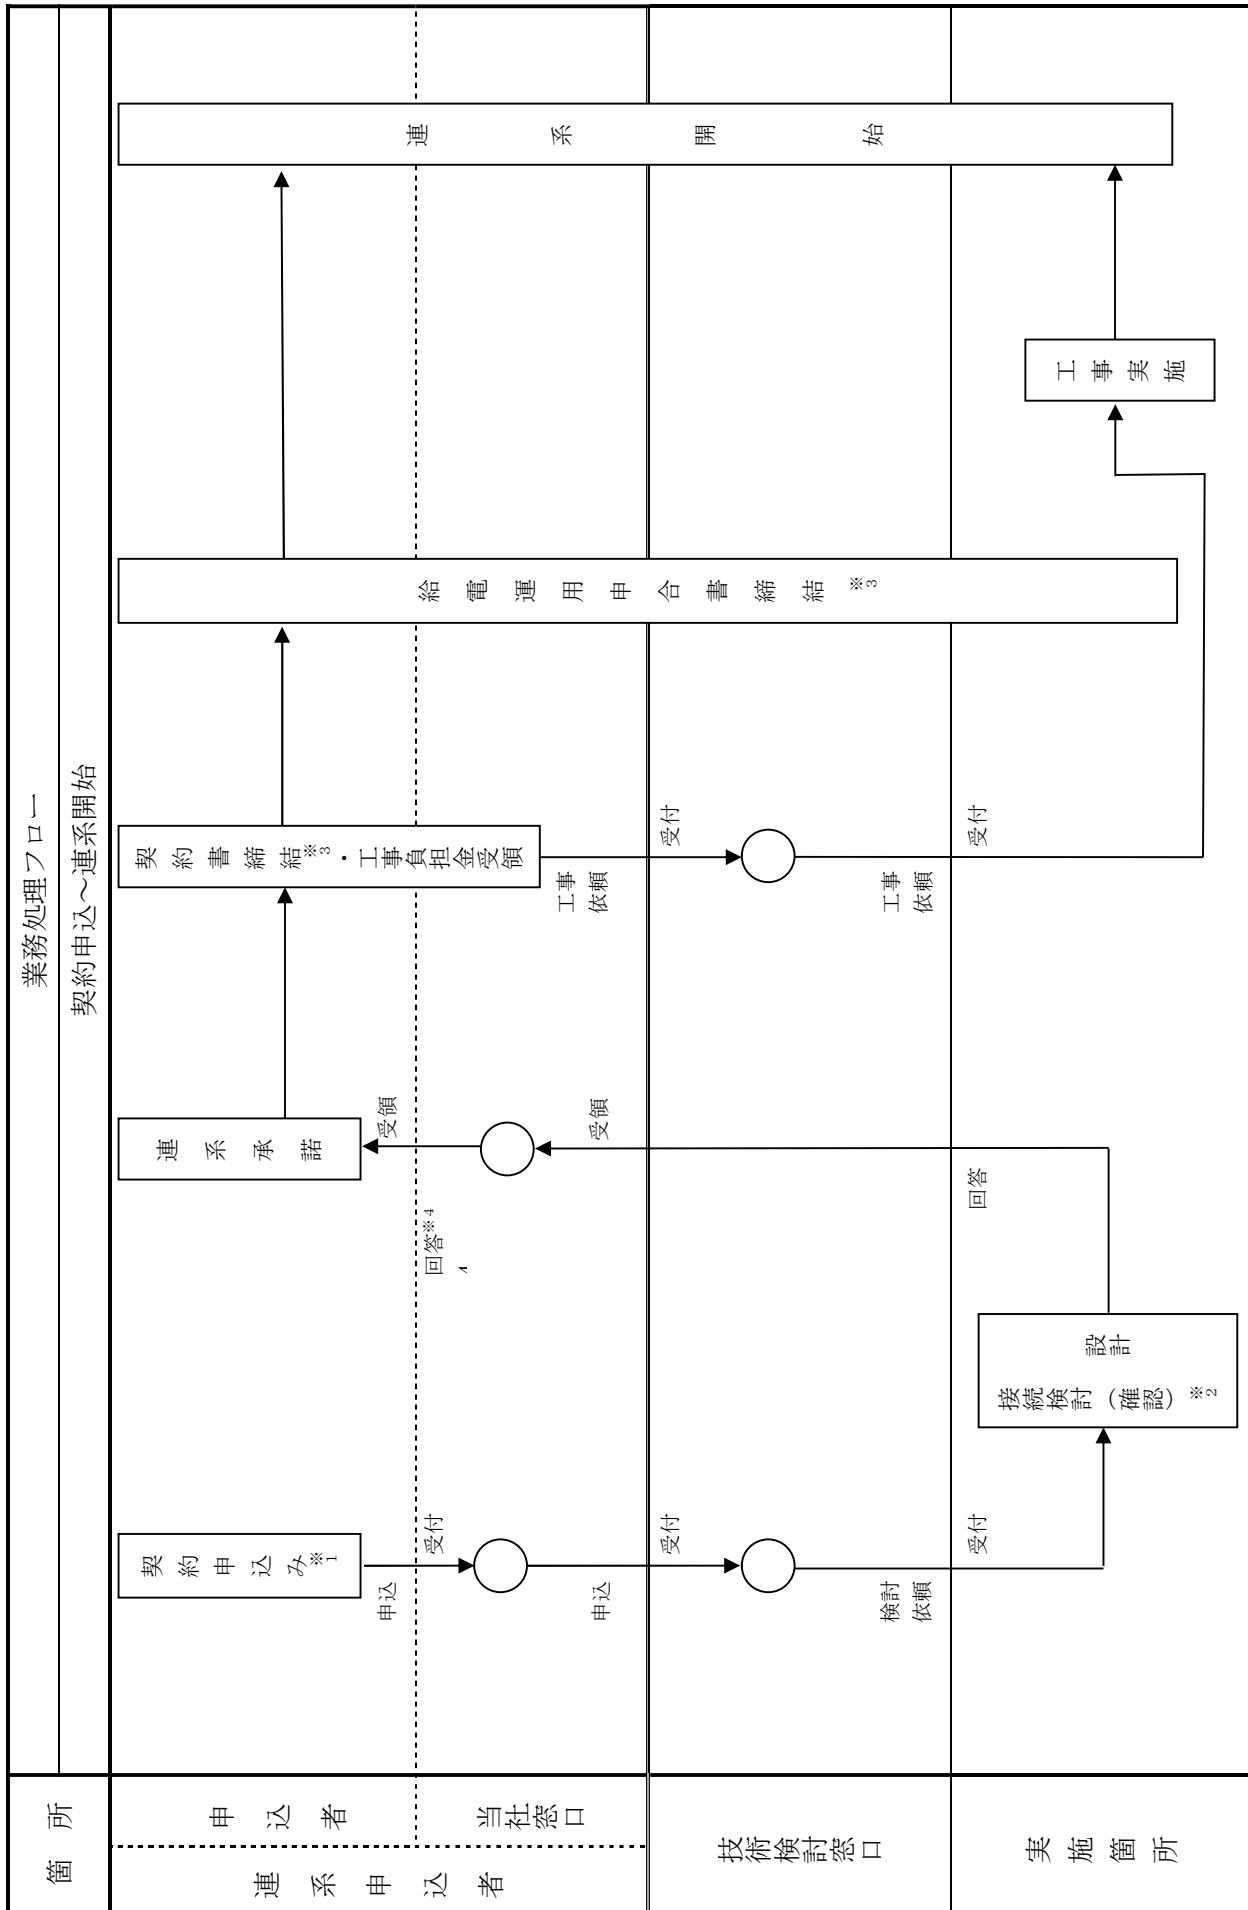 業務処理フロー
契約申込～連系開始
箇所
連系申込者
申込者
当社窓口
技術検討窓口
実施箇所
契約申込み※1
申込
受付
申込
受付
検討
依頼
受付
設計
接続検討（確認）※2
回答
受領
回答※4
受領
連系承諾
契約書締結※3・工事負担金受領
工事
依頼
受付
工事
依頼
受付
給電運用申合書締結※3
工事実施
連系開始